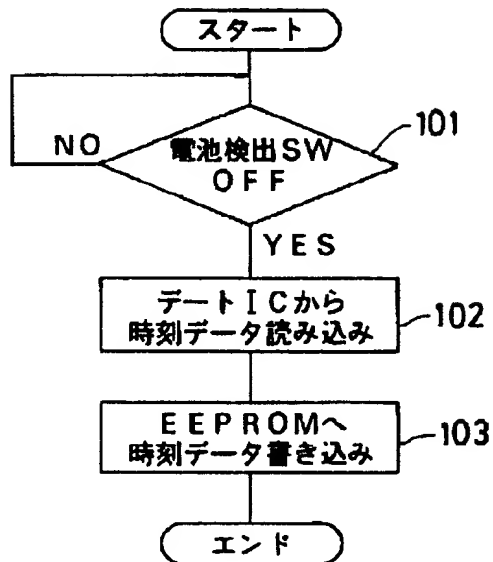 スタート
電池検出SW
OFF
101
NO
YES
デートICから
時刻データ読み込み
102
EEPROMへ
時刻データ書き込み
103
エンド